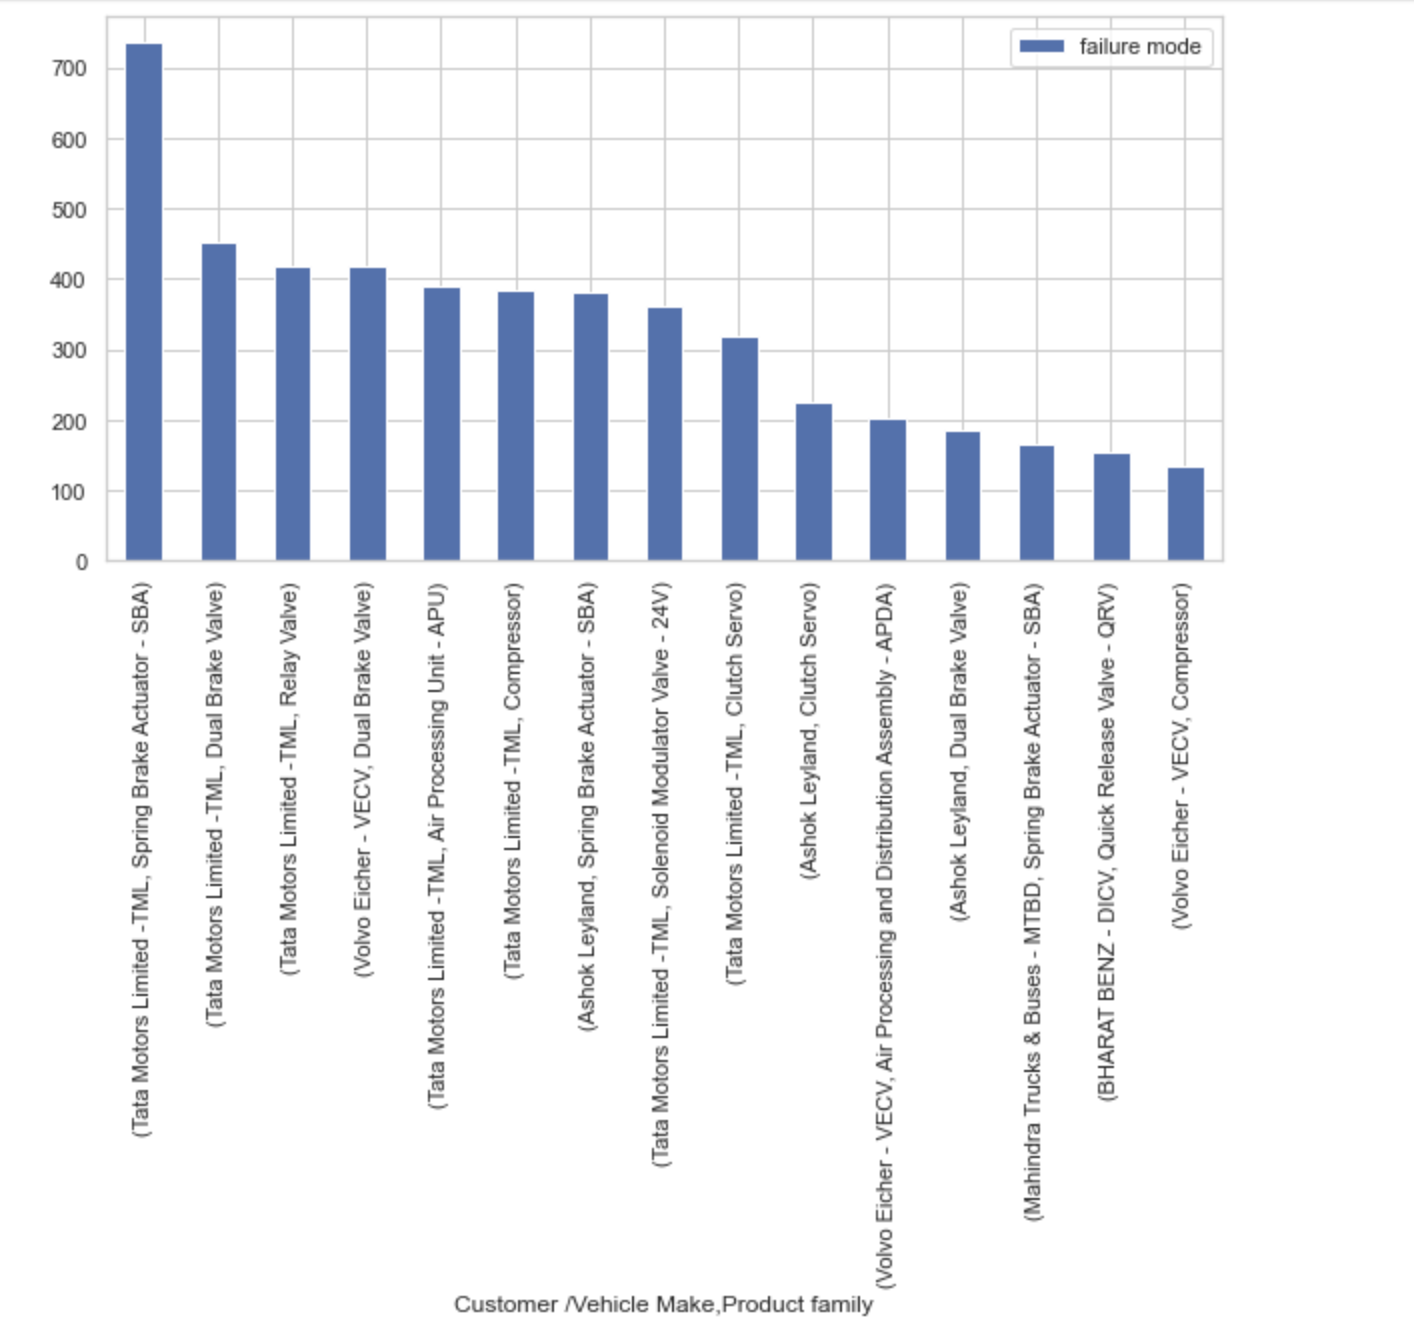 failure mode
700
600
500
400
300
200
100
0
(Tata Motors Limited -TML, Spring Brake Actuator - SBA)
(Tata Motors Limited -TML, Dual Brake Valve)
(Tata Motors Limited -TML, Relay Valve)
(Volvo Eicher - VECV, Dual Brake Valve)
(Tata Motors Limited -TML, Air Processing Unit - APU)
(Tata Motors Limited -TML, Compressor)
(Ashok Leyland, Spring Brake Actuator - SBA)
(Tata Motors Limited -TML, Solenoid Modulator Valve - 24V)
(Tata Motors Limited -TML, Clutch Servo)
(Ashok Leyland, Clutch Servo)
(Volvo Eicher - VECV, Air Processing and Distribution Assembly - APDA)
(Ashok Leyland, Dual Brake Valve)
(Mahindra Trucks & Buses - MTBD, Spring Brake Actuator - SBA)
(BHARAT BENZ - DICV, Quick Release Valve - QRV)
(Volvo Eicher - VECV, Compressor)
Customer /Vehicle Make,Product family